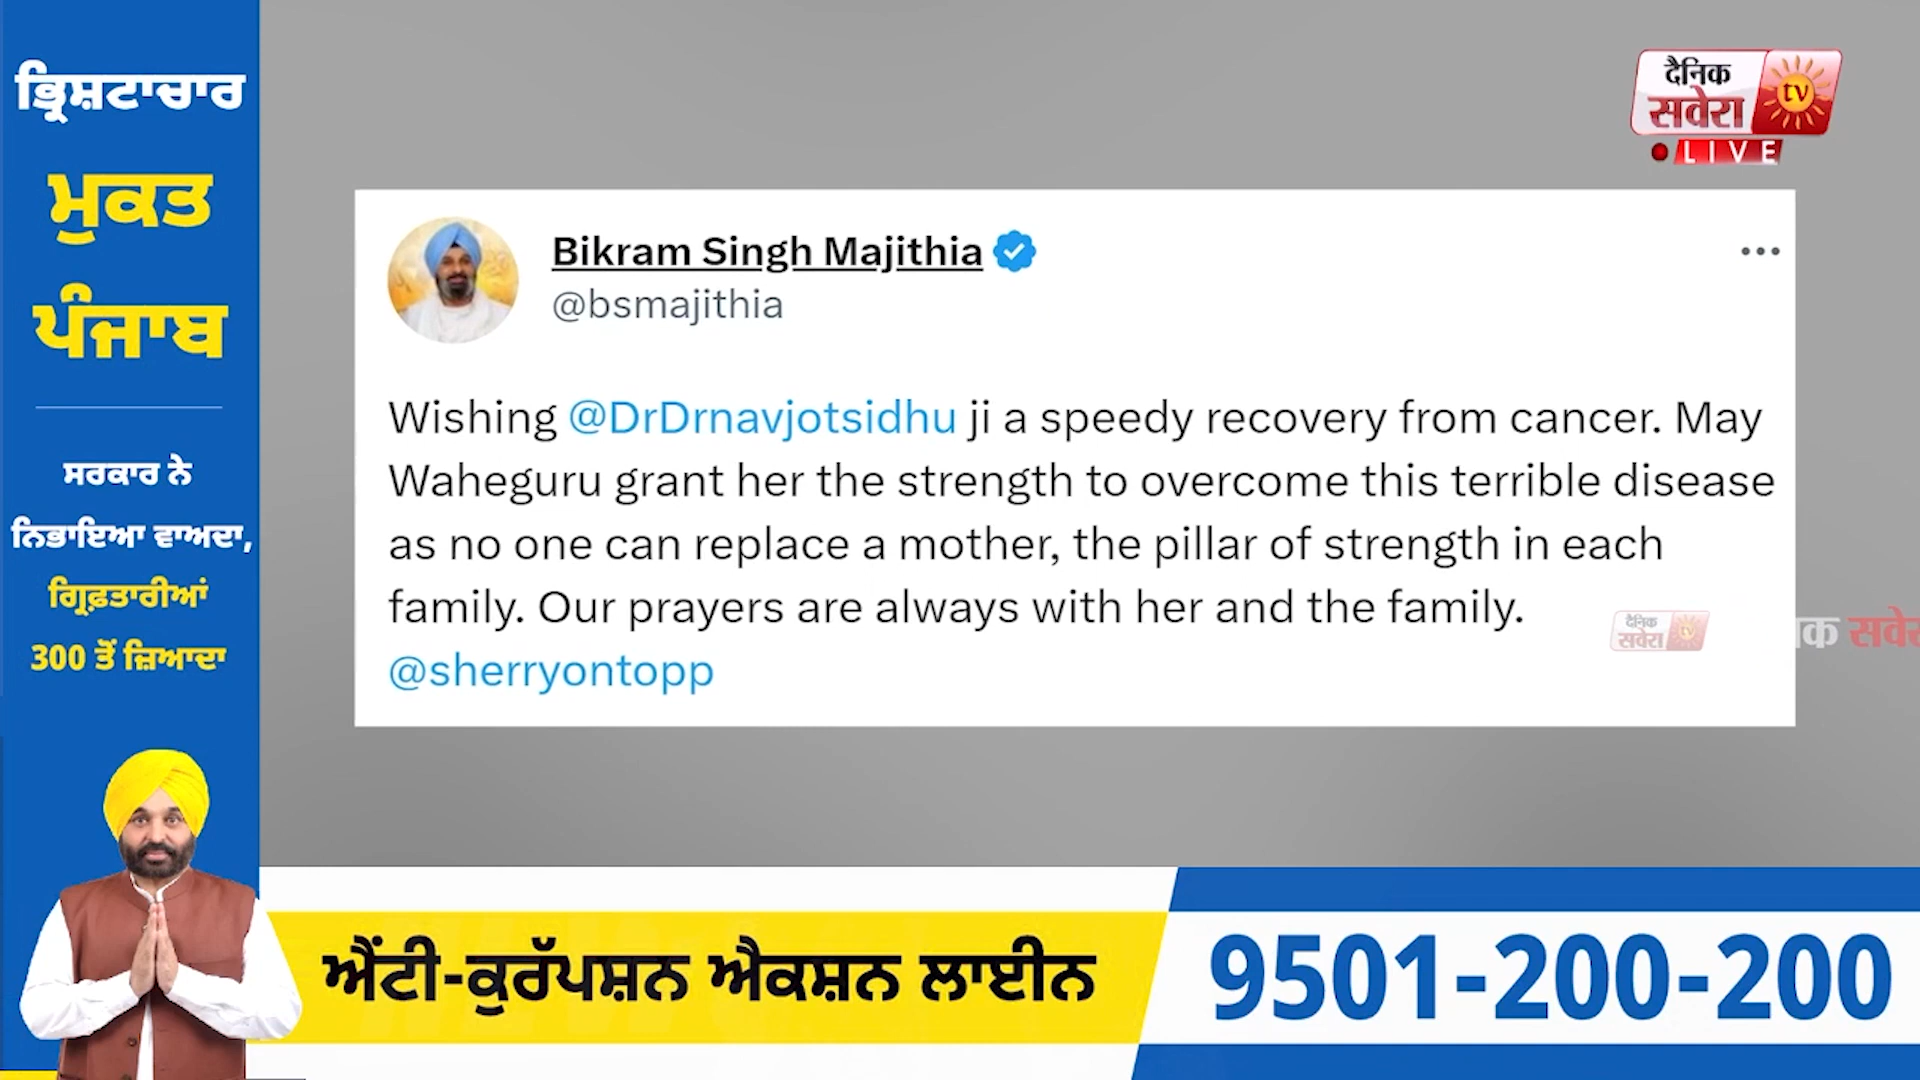 ਭ੍ਰਿਸ਼ਟਾਚਾਰ
ਮੁਕਤ
ਪੰਜਾਬ
ਸਰਕਾਰ ਨੇ
ਨਿਭਾਇਆ ਵਾਅਦਾ,
ਗ੍ਰਿਫ਼ਤਾਰੀਆਂ
300 ਤੋਂ ਜ਼ਿਆਦਾ
दैनिक
सवेरा tv
LIVE
Bikram Singh Majithia
@bsmajithia
Wishing @DrDrnavjotsidhu ji a speedy recovery from cancer. May
Waheguru grant her the strength to overcome this terrible disease
as no one can replace a mother, the pillar of strength in each
family. Our prayers are always with her and the family.
@sherryontopp
दैनिक
सवेरा tv
ਐਂਟੀ-ਕੁਰੱਪਸ਼ਨ ਐਕਸ਼ਨ ਲਾਈਨ
9501-200-200